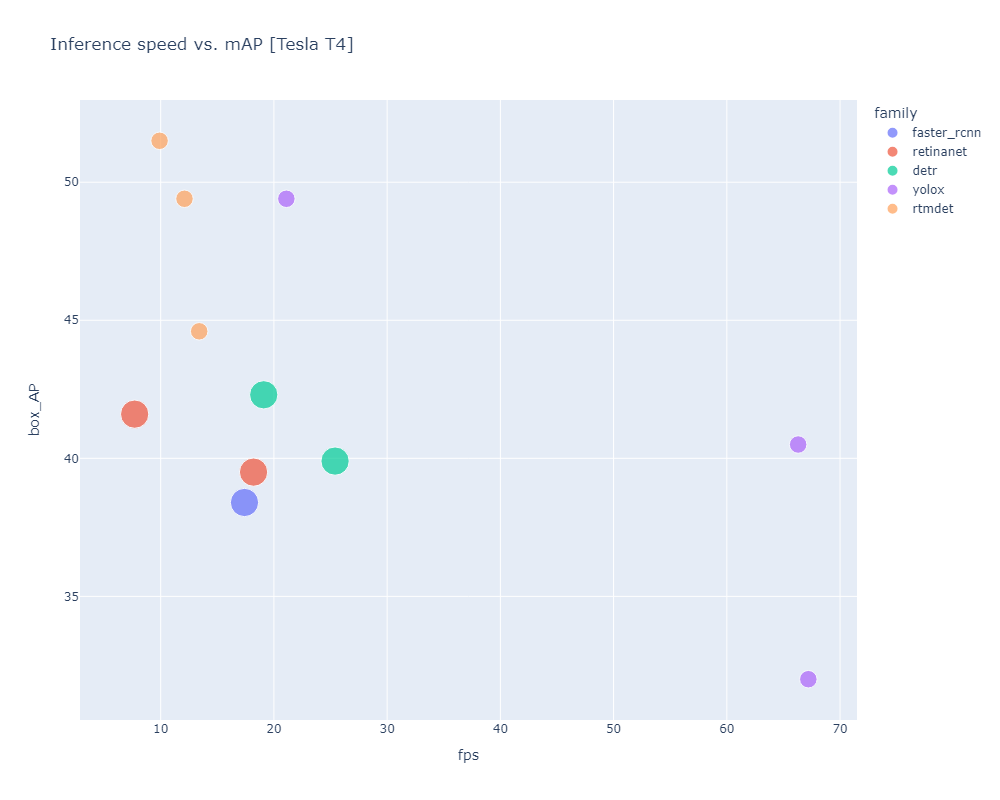 Inference speed vs. mAP [Tesla T4]
family
faster_rcnn
retinanet
detr
yolox
rtmdet
box_AP
50
45
40
35
10 20 30 40 50 60 70
fps